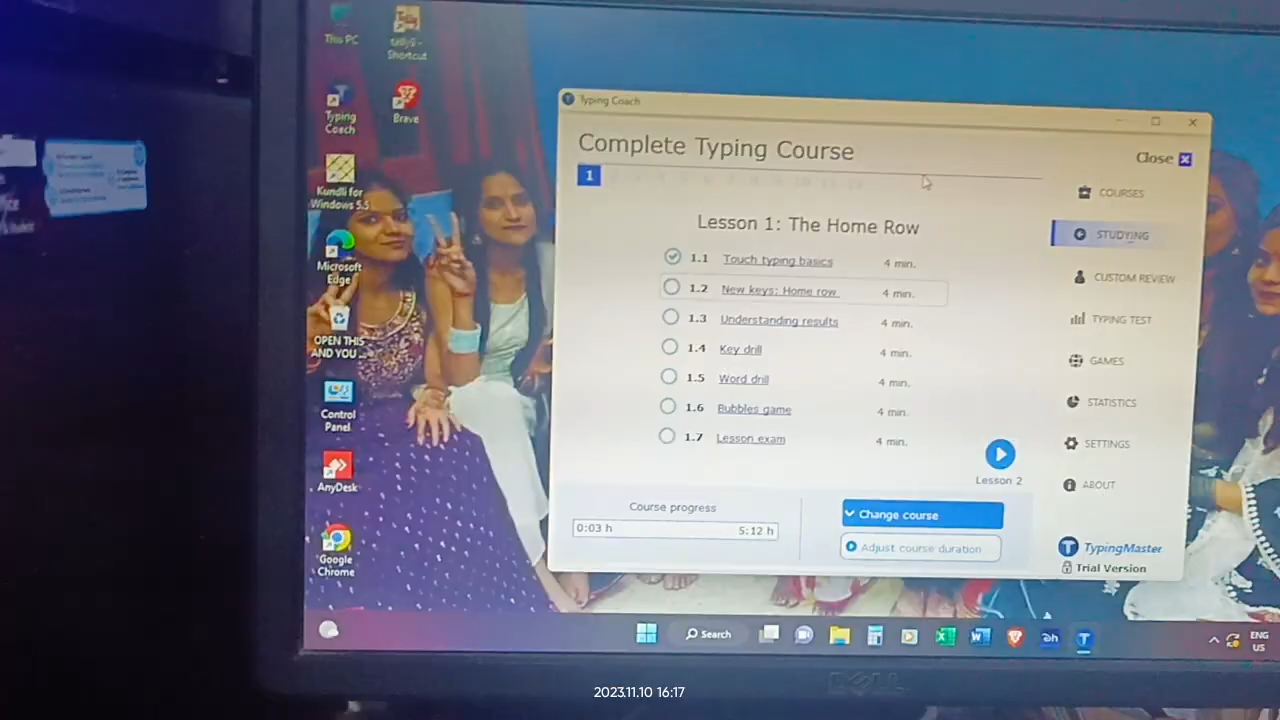 This PC
tally9 -
Shortcut
Typing
Coach
Brave
Kundli for
Windows 5.5
Microsoft
Edge
OPEN THIS
AND YOU ...
Control
Panel
AnyDesk
Google
Chrome
Typing Coach
Complete Typing Course
Close
1
Lesson 1: The Home Row
1.1 Touch typing basics 4 min.
1.2 New keys: Home row 4 min.
1.3 Understanding results 4 min.
1.4 Key drill 4 min.
1.5 Word drill 4 min.
1.6 Bubbles game 4 min.
1.7 Lesson exam 4 min.
Lesson 2
Course progress
0:03 h 5:12 h
Change course
Adjust course duration
COURSES
STUDYING
CUSTOM REVIEW
TYPING TEST
GAMES
STATISTICS
SETTINGS
ABOUT
TypingMaster
Trial Version
Search
ENG
US
DELL
2023.11.10 16:17